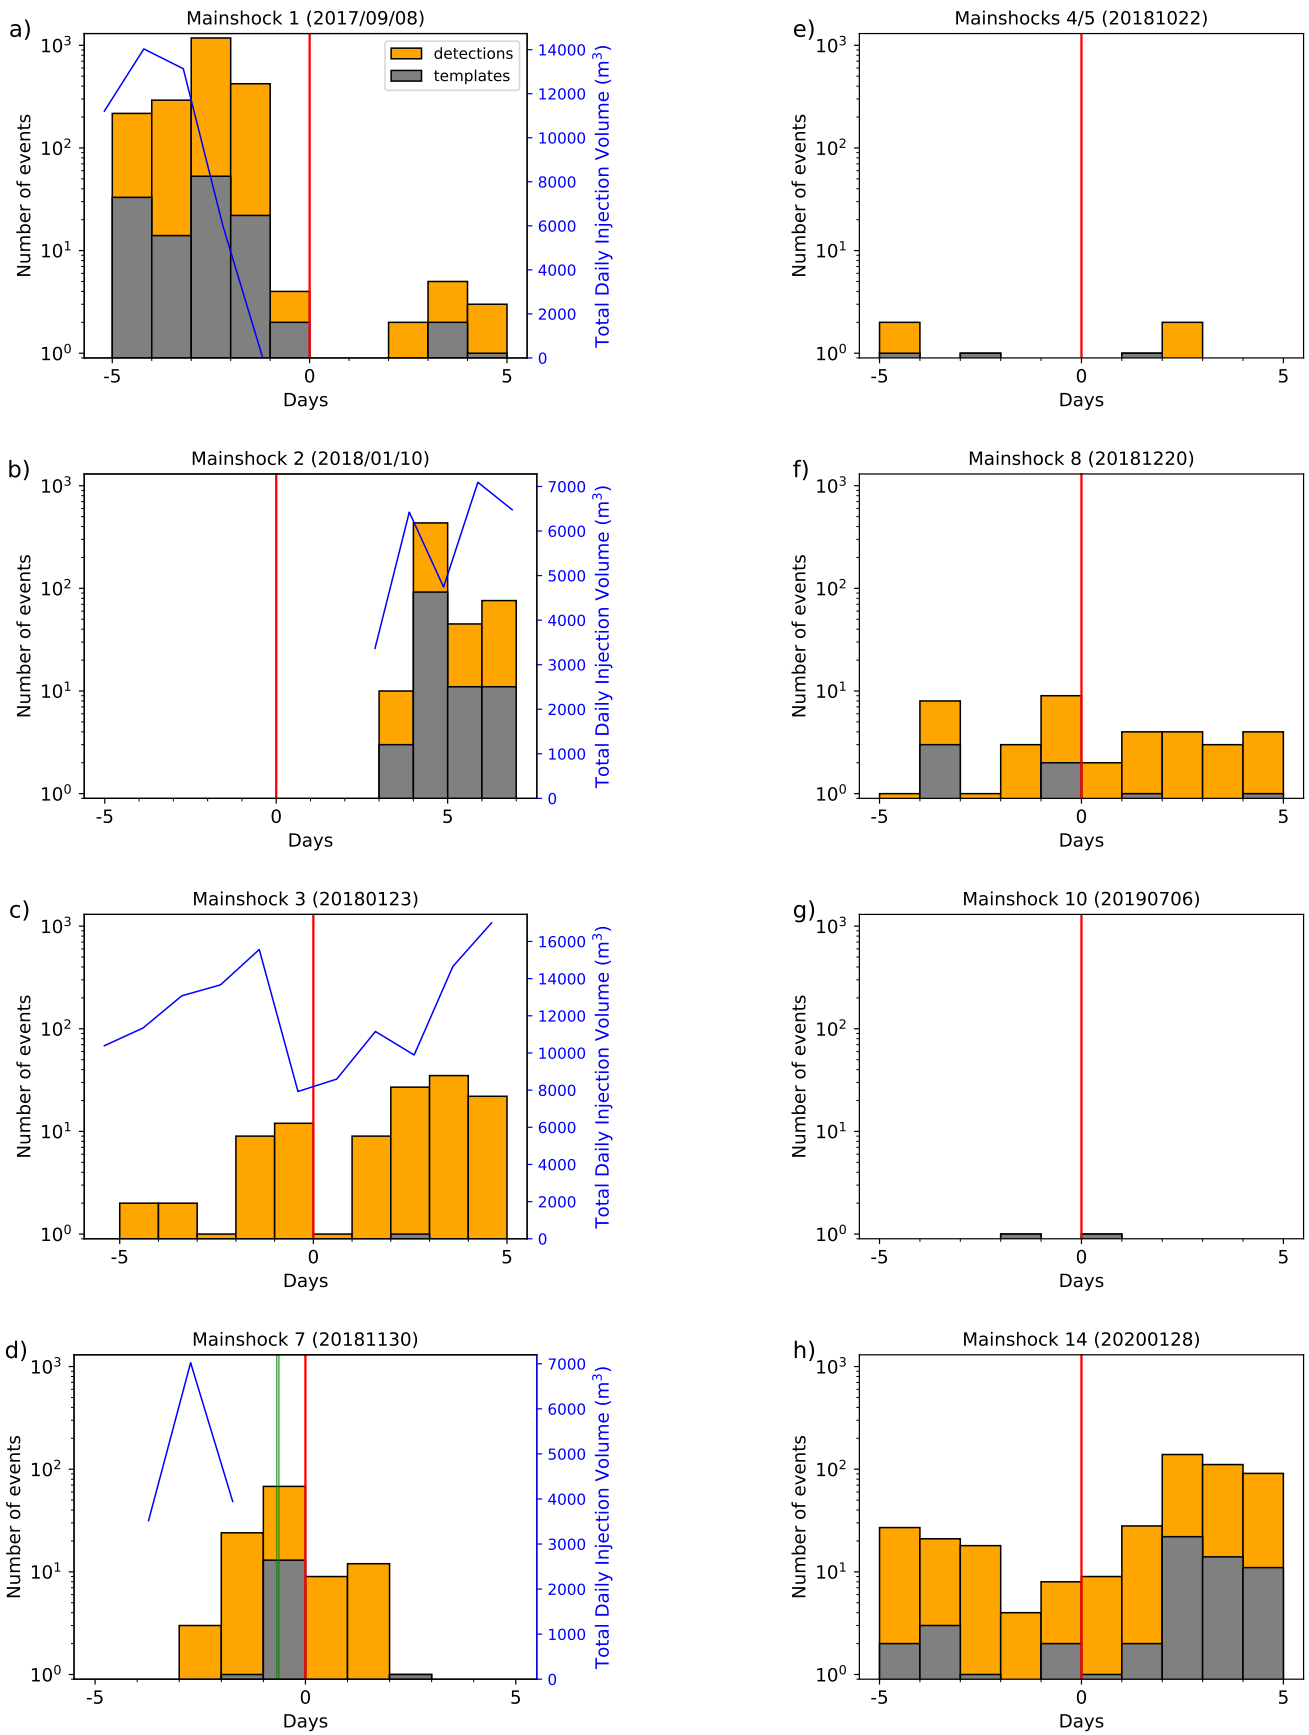 a)
Mainshock 1 (2017/09/08)
detections
templates
10³
10²
10¹
10⁰
Number of events
-5 0 5
Days
14000
12000
10000
8000
6000
4000
2000
0
Total Daily Injection Volume (m³)
e)
Mainshocks 4/5 (20181022)
10³
10²
10¹
10⁰
Number of events
-5 0 5
Days
b)
Mainshock 2 (2018/01/10)
10³
10²
10¹
10⁰
Number of events
-5 0 5
Days
7000
6000
5000
4000
3000
2000
1000
0
Total Daily Injection Volume (m³)
f)
Mainshock 8 (20181220)
10³
10²
10¹
10⁰
Number of events
-5 0 5
Days
c)
Mainshock 3 (20180123)
10³
10²
10¹
10⁰
Number of events
-5 0 5
Days
16000
14000
12000
10000
8000
6000
4000
2000
0
Total Daily Injection Volume (m³)
g)
Mainshock 10 (20190706)
10³
10²
10¹
10⁰
Number of events
-5 0 5
Days
d)
Mainshock 7 (20181130)
10³
10²
10¹
10⁰
Number of events
-5 0 5
Days
7000
6000
5000
4000
3000
2000
1000
0
Total Daily Injection Volume (m³)
h)
Mainshock 14 (20200128)
10³
10²
10¹
10⁰
Number of events
-5 0 5
Days